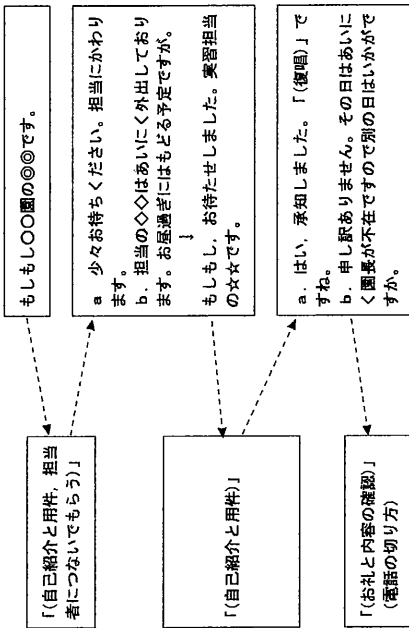 もしもし○○園の◎◎です。
「(自己紹介と用件，担当
者につないでもらう)」
a　少々お待ちください。担当にかわり
ます。
b．担当の◇◇はあいにく外出しており
ます。お昼過ぎにはもどる予定ですが。
↓
もしもし，お待たせしました。実習担当
の☆☆です。
「(自己紹介と用件)」
a．はい，承知しました。「(復唱)」で
すね。
b．申し訳ありません。その日はあいに
く園長が不在ですので別の日はいかがで
すか。
「(お礼と内容の確認)」
(電話の切り方)